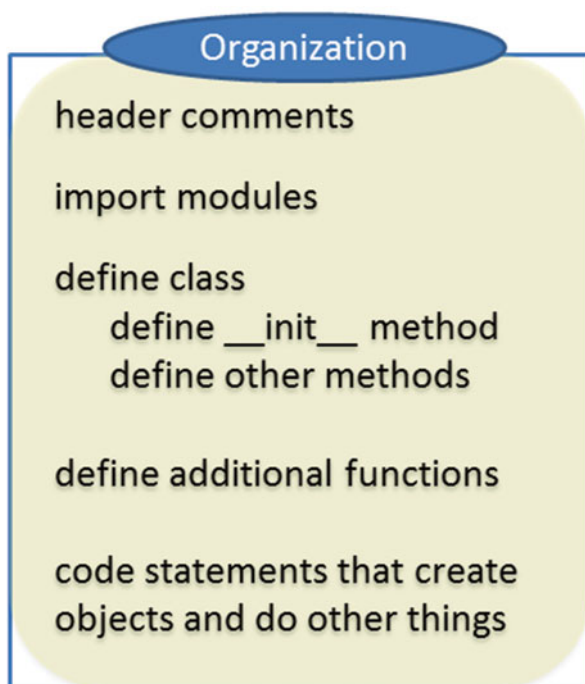 Organization
header comments
import modules
define class
define __init__ method
define other methods
define additional functions
code statements that create
objects and do other things